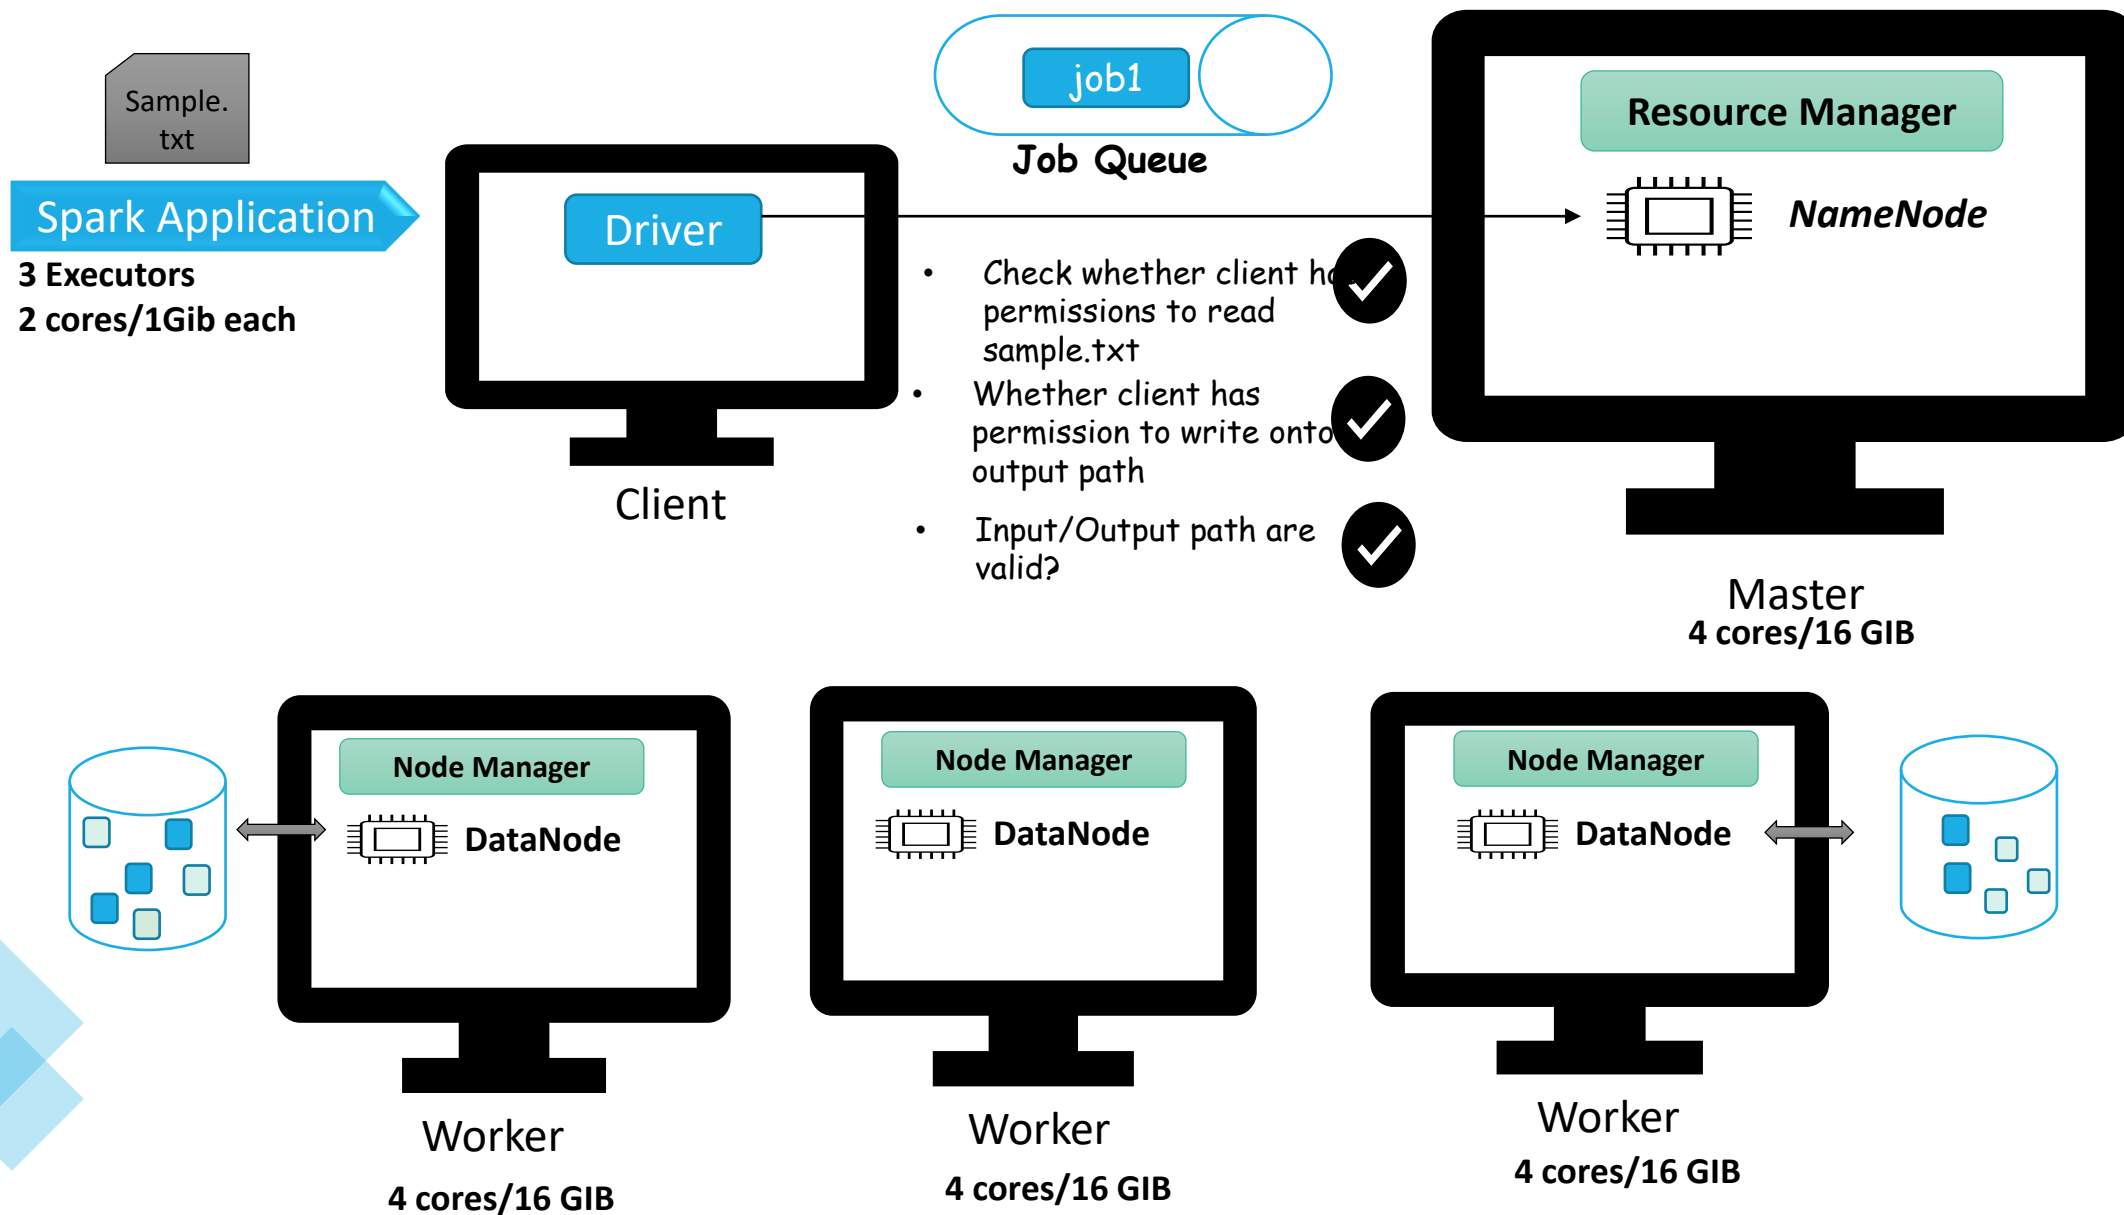 Sample.
txt
Spark Application
3 Executors
2 cores/1Gib each
Driver
Client
job1
Job Queue
• Check whether client has
permissions to read
sample.txt
• Whether client has
permission to write onto
output path
• Input/Output path are
valid?
Resource Manager
NameNode
Master
4 cores/16 GIB
Node Manager
DataNode
Worker
4 cores/16 GIB
Node Manager
DataNode
Worker
4 cores/16 GIB
Node Manager
DataNode
Worker
4 cores/16 GIB